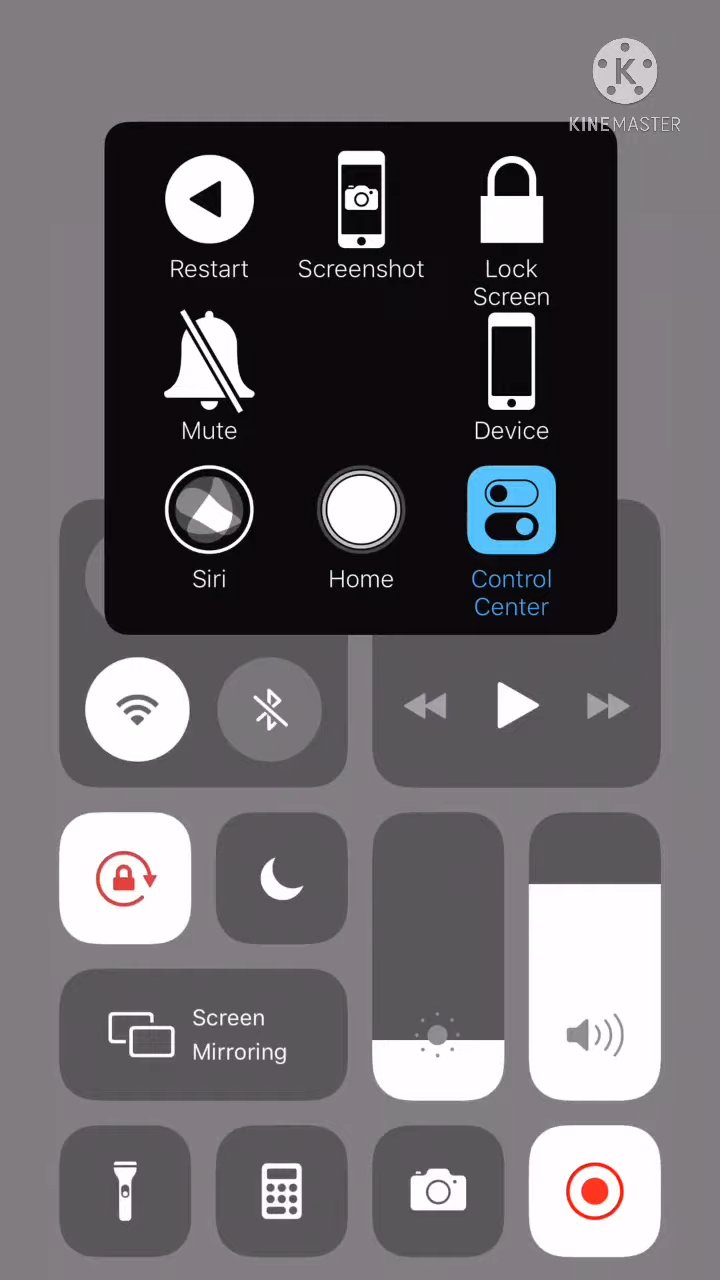 KINEMASTER
Restart
Screenshot
Lock
Screen
Mute
Device
Siri
Home
Control
Center
Screen
Mirroring